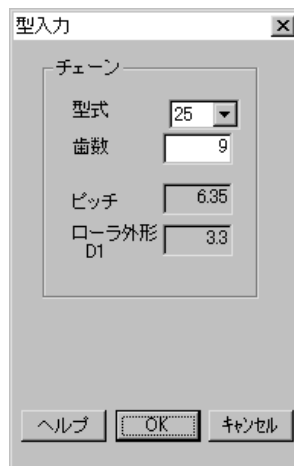 型入力
チェーン
型式 25
歯数 9
ピッチ 6.35
ローラ外形 3.3
D1
ヘルプ OK キャンセル